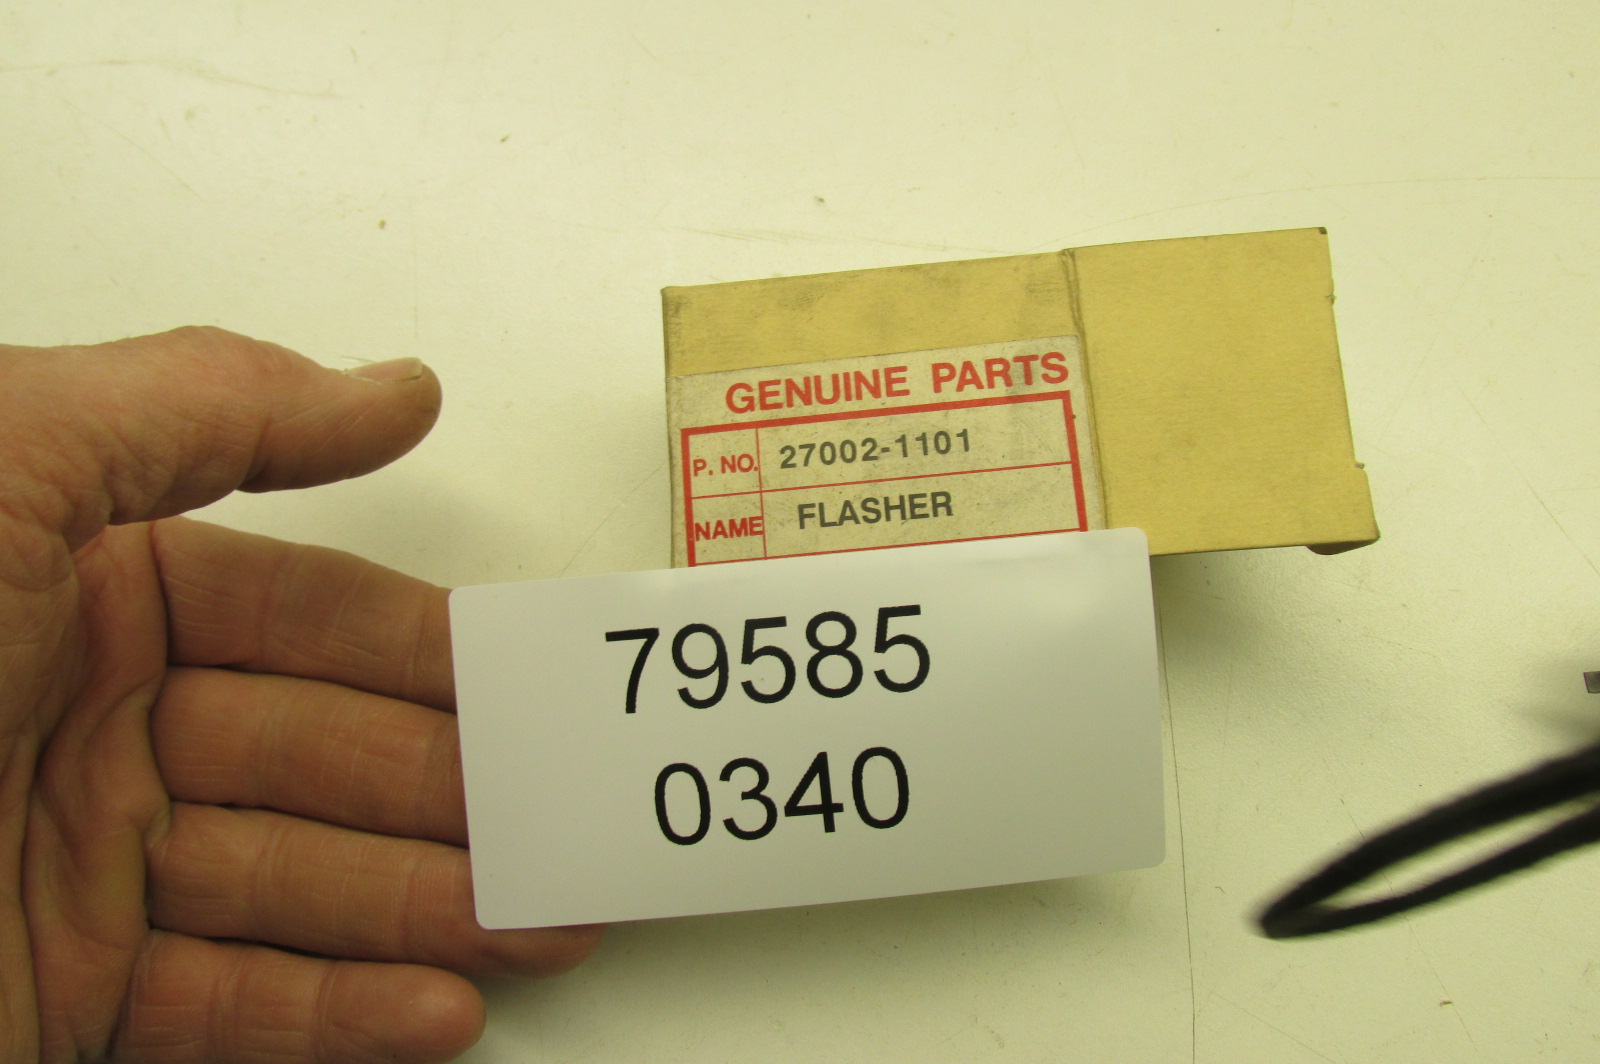 GENUINE PARTS
P. NO. 27002-1101
NAME FLASHER
79585
0340